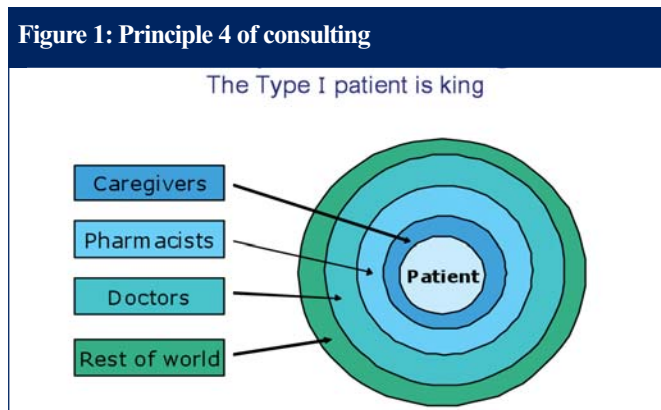 Figure 1: Principle 4 of consulting
The Type I patient is king
Caregivers
Pharmacists
Doctors
Rest of world
Patient